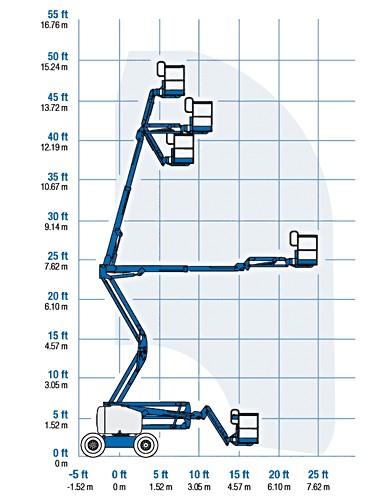 55 ft
16.76 m
50 ft
15.24 m
45 ft
13.72 m
40 ft
12.19 m
35 ft
10.67 m
30 ft
9.14 m
25 ft
7.62 m
20 ft
6.10 m
15 ft
4.57 m
10 ft
3.05 m
5 ft
1.52 m
0 ft
0 m
-5 ft 0 ft 5 ft 10 ft 15 ft 20 ft 25 ft
-1.52 m 0 m 1.52 m 3.05 m 4.57 m 6.10 m 7.62 m